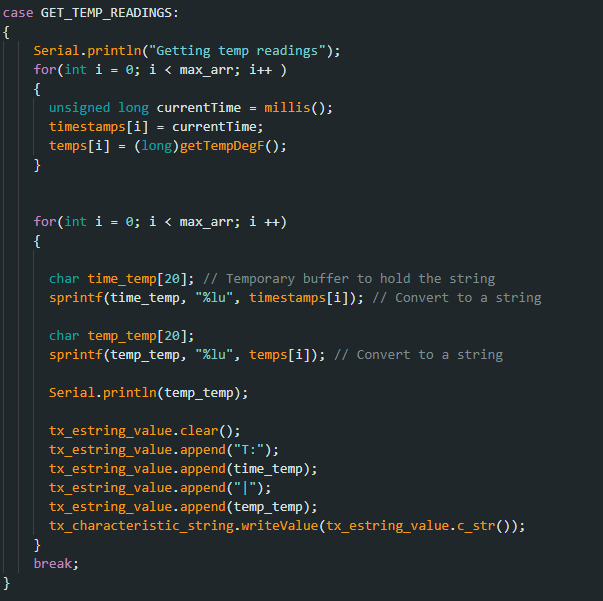 case GET_TEMP_READINGS:
{
    Serial.println("Getting temp readings");
    for(int i = 0; i < max_arr; i++ )
    {
      unsigned long currentTime = millis();
      timestamps[i] = currentTime;
      temps[i] = (long)getTempDegF();
    }

    for(int i = 0; i < max_arr; i ++)
    {

      char time_temp[20]; // Temporary buffer to hold the string
      sprintf(time_temp, "%lu", timestamps[i]); // Convert to a string

      char temp_temp[20];
      sprintf(temp_temp, "%lu", temps[i]); // Convert to a string

      Serial.println(temp_temp);

      tx_estring_value.clear();
      tx_estring_value.append("T:");
      tx_estring_value.append(time_temp);
      tx_estring_value.append("|");
      tx_estring_value.append(temp_temp);
      tx_characteristic_string.writeValue(tx_estring_value.c_str());
    }
    break;
}